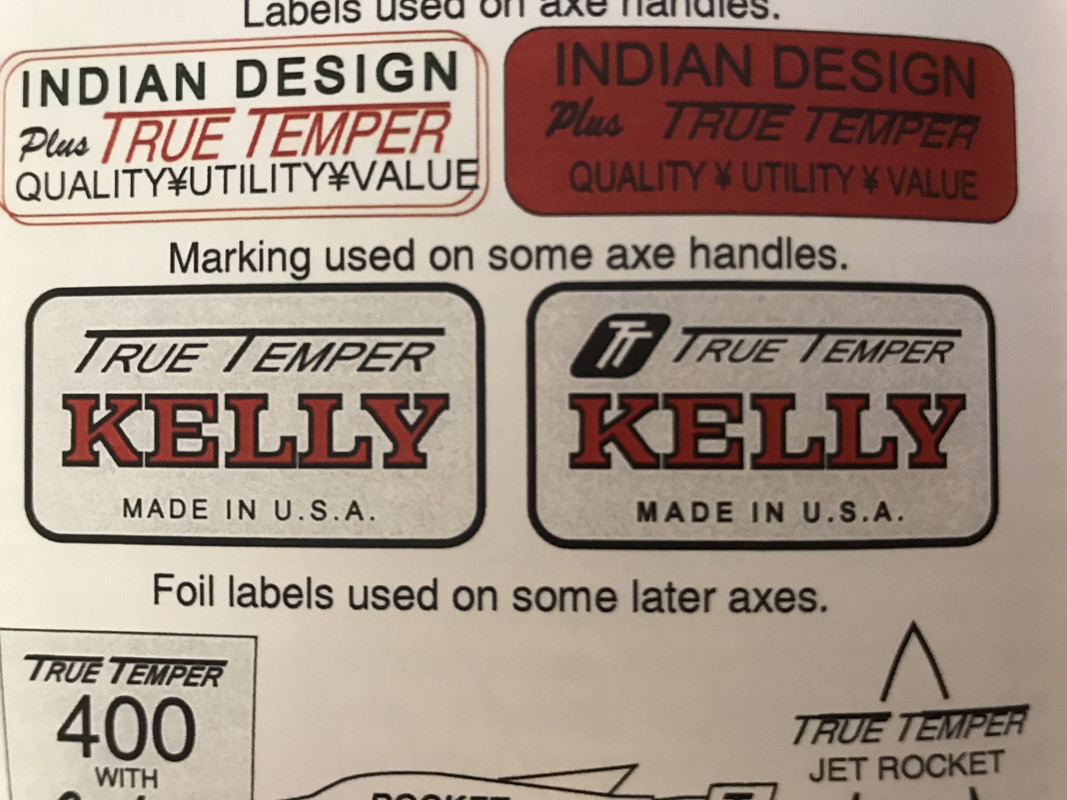 Labels used on axe handles.
INDIAN DESIGN
Plus TRUE TEMPER
QUALITY¥UTILITY¥VALUE
INDIAN DESIGN
Plus TRUE TEMPER
QUALITY ¥ UTILITY ¥ VALUE
Marking used on some axe handles.
TRUE TEMPER
KELLY
MADE IN U.S.A.
TT TRUE TEMPER
KELLY
MADE IN U.S.A.
Foil labels used on some later axes.
TRUE TEMPER
400
WITH
ROCKET
TRUE TEMPER
JET ROCKET